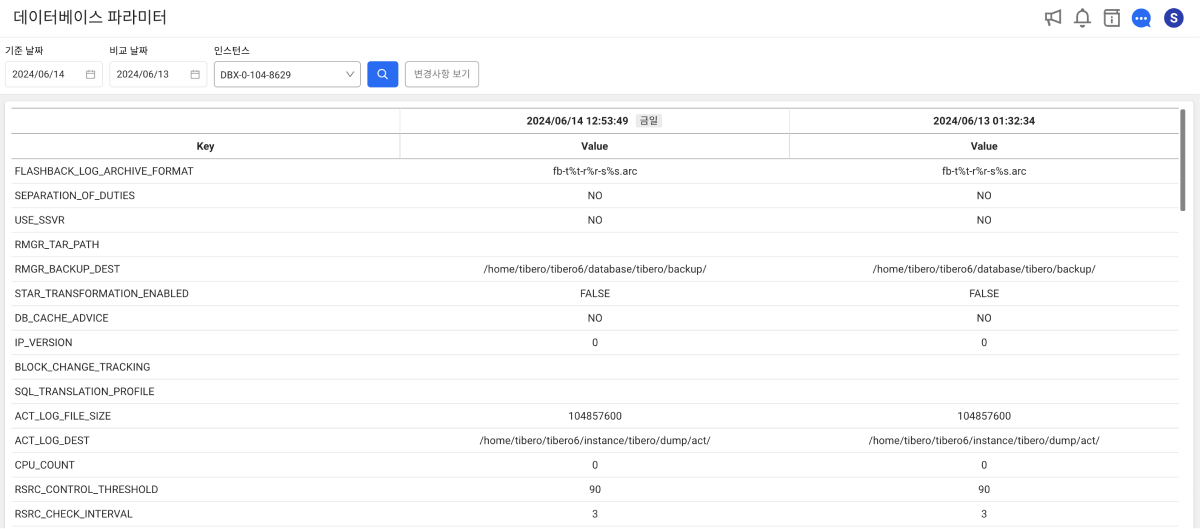 데이터베이스 파라미터
S
기준 날짜 비교 날짜 인스턴스
2024/06/14 2024/06/13 DBX-0-104-8629 변경사항 보기
2024/06/14 12:53:49 금일 2024/06/13 01:32:34
Key Value Value
FLASHBACK_LOG_ARCHIVE_FORMAT fb-t%t-r%r-s%s.arc fb-t%t-r%r-s%s.arc
SEPARATION_OF_DUTIES NO NO
USE_SSVR NO NO
RMGR_TAR_PATH
RMGR_BACKUP_DEST /home/tibero/tibero6/database/tibero/backup/ /home/tibero/tibero6/database/tibero/backup/
STAR_TRANSFORMATION_ENABLED FALSE FALSE
DB_CACHE_ADVICE NO NO
IP_VERSION 0 0
BLOCK_CHANGE_TRACKING
SQL_TRANSLATION_PROFILE
ACT_LOG_FILE_SIZE 104857600 104857600
ACT_LOG_DEST /home/tibero/tibero6/instance/tibero/dump/act/ /home/tibero/tibero6/instance/tibero/dump/act/
CPU_COUNT 0 0
RSRC_CONTROL_THRESHOLD 90 90
RSRC_CHECK_INTERVAL 3 3